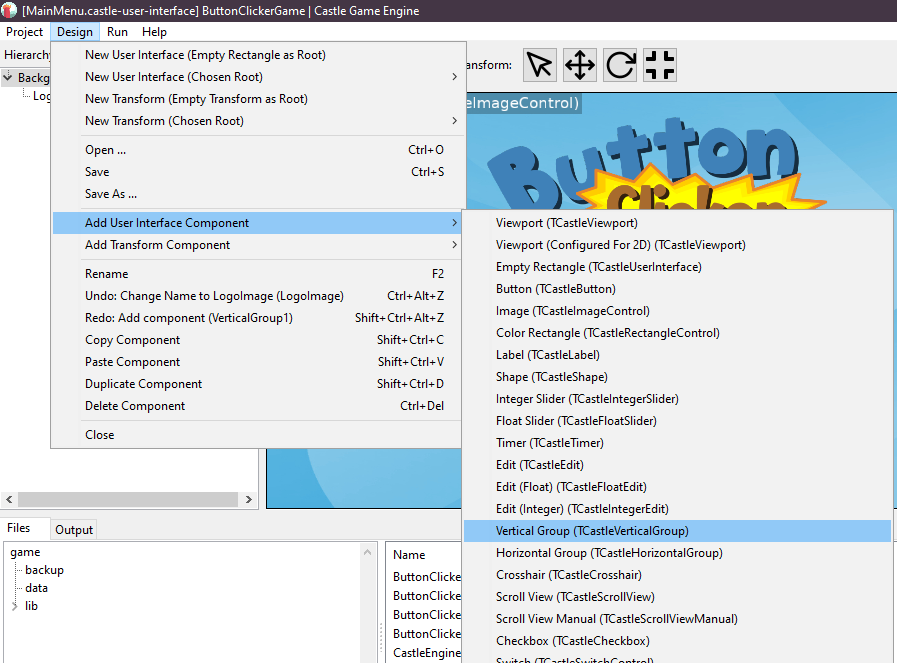 [MainMenu.castle-user-interface] ButtonClickerGame | Castle Game Engine
Project Design Run Help
Hierarchy
ansform:
Backg
Log
eImageControl)
Button
Clicker
New User Interface (Empty Rectangle as Root)
New User Interface (Chosen Root)
New Transform (Empty Transform as Root)
New Transform (Chosen Root)
Open ... Ctrl+O
Save Ctrl+S
Save As ...
Add User Interface Component
Add Transform Component
Rename F2
Undo: Change Name to LogoImage (LogoImage) Ctrl+Alt+Z
Redo: Add component (VerticalGroup1) Shift+Ctrl+Alt+Z
Copy Component Shift+Ctrl+C
Paste Component Shift+Ctrl+V
Duplicate Component Shift+Ctrl+D
Delete Component Ctrl+Del
Close
Viewport (TCastleViewport)
Viewport (Configured For 2D) (TCastleViewport)
Empty Rectangle (TCastleUserInterface)
Button (TCastleButton)
Image (TCastleImageControl)
Color Rectangle (TCastleRectangleControl)
Label (TCastleLabel)
Shape (TCastleShape)
Integer Slider (TCastleIntegerSlider)
Float Slider (TCastleFloatSlider)
Timer (TCastleTimer)
Edit (TCastleEdit)
Edit (Float) (TCastleFloatEdit)
Edit (Integer) (TCastleIntegerEdit)
Vertical Group (TCastleVerticalGroup)
Horizontal Group (TCastleHorizontalGroup)
Crosshair (TCastleCrosshair)
Scroll View (TCastleScrollView)
Scroll View Manual (TCastleScrollViewManual)
Checkbox (TCastleCheckbox)
Switch (TCastleSwitchControl)
Files Output
game
backup
data
lib
Name
ButtonClicke
ButtonClicke
ButtonClicke
ButtonClicke
CastleEngine